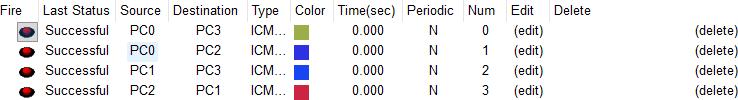 Fire Last Status Source Destination Type Color Time(sec) Periodic Num Edit Delete
Successful PC0 PC3 ICM... 0.000 N 0 (edit) (delete)
Successful PC0 PC2 ICM... 0.000 N 1 (edit) (delete)
Successful PC1 PC3 ICM... 0.000 N 2 (edit) (delete)
Successful PC2 PC1 ICM... 0.000 N 3 (edit) (delete)